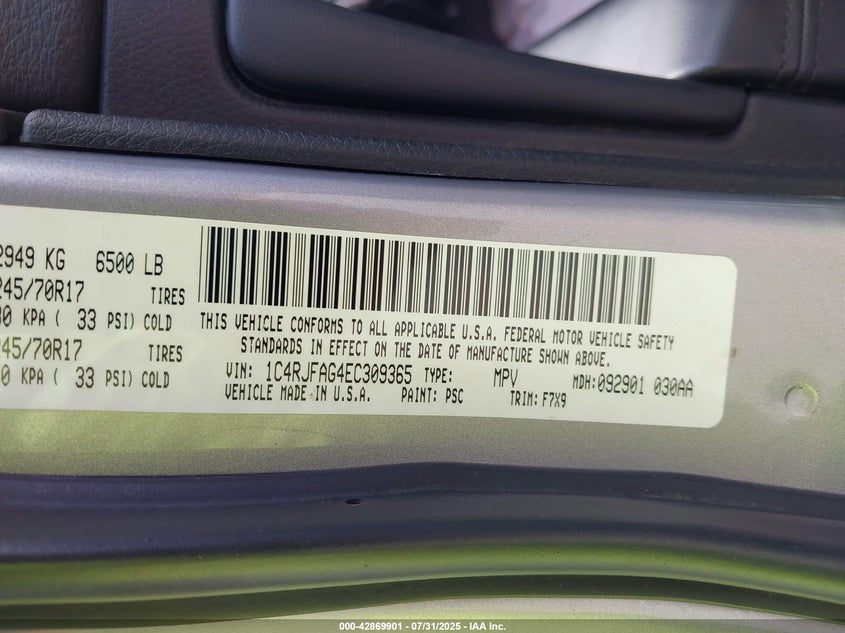 2949 KG 6500 LB
245/70R17 TIRES
30 KPA ( 33 PSI) COLD
245/70R17 TIRES
0 KPA ( 33 PSI) COLD
THIS VEHICLE CONFORMS TO ALL APPLICABLE U.S.A. FEDERAL MOTOR VEHICLE SAFETY
STANDARDS IN EFFECT ON THE DATE OF MANUFACTURE SHOWN ABOVE.
VIN: 1C4RJFAG4EC309365 TYPE: MPV MDH:092901 030AA
VEHICLE MADE IN U.S.A. PAINT: PSC TRIM: F7X9
000-42869901 - 07/31/2025 - IAA Inc.